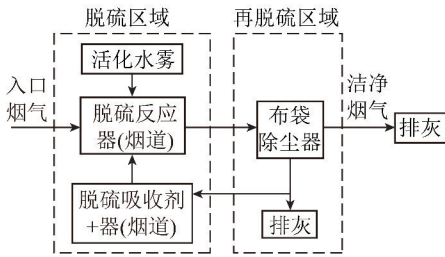 脱硫区域
再脱硫区域
活化水雾
入口
烟气
脱硫反应
器(烟道)
布袋
除尘器
洁净
烟气
排灰
脱硫吸收剂
+器(烟道)
排灰